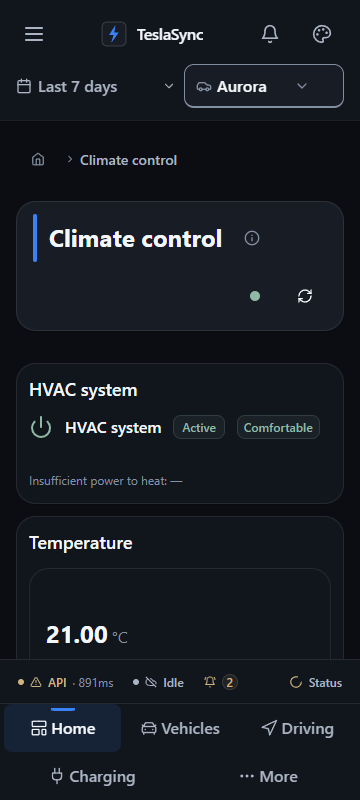 TeslaSync
Last 7 days
Aurora
Climate control
Climate control
HVAC system
HVAC system
Active
Comfortable
Insufficient power to heat: —
Temperature
21.00 °C
API · 891ms
Idle
2
Status
Home
Vehicles
Driving
Charging
More